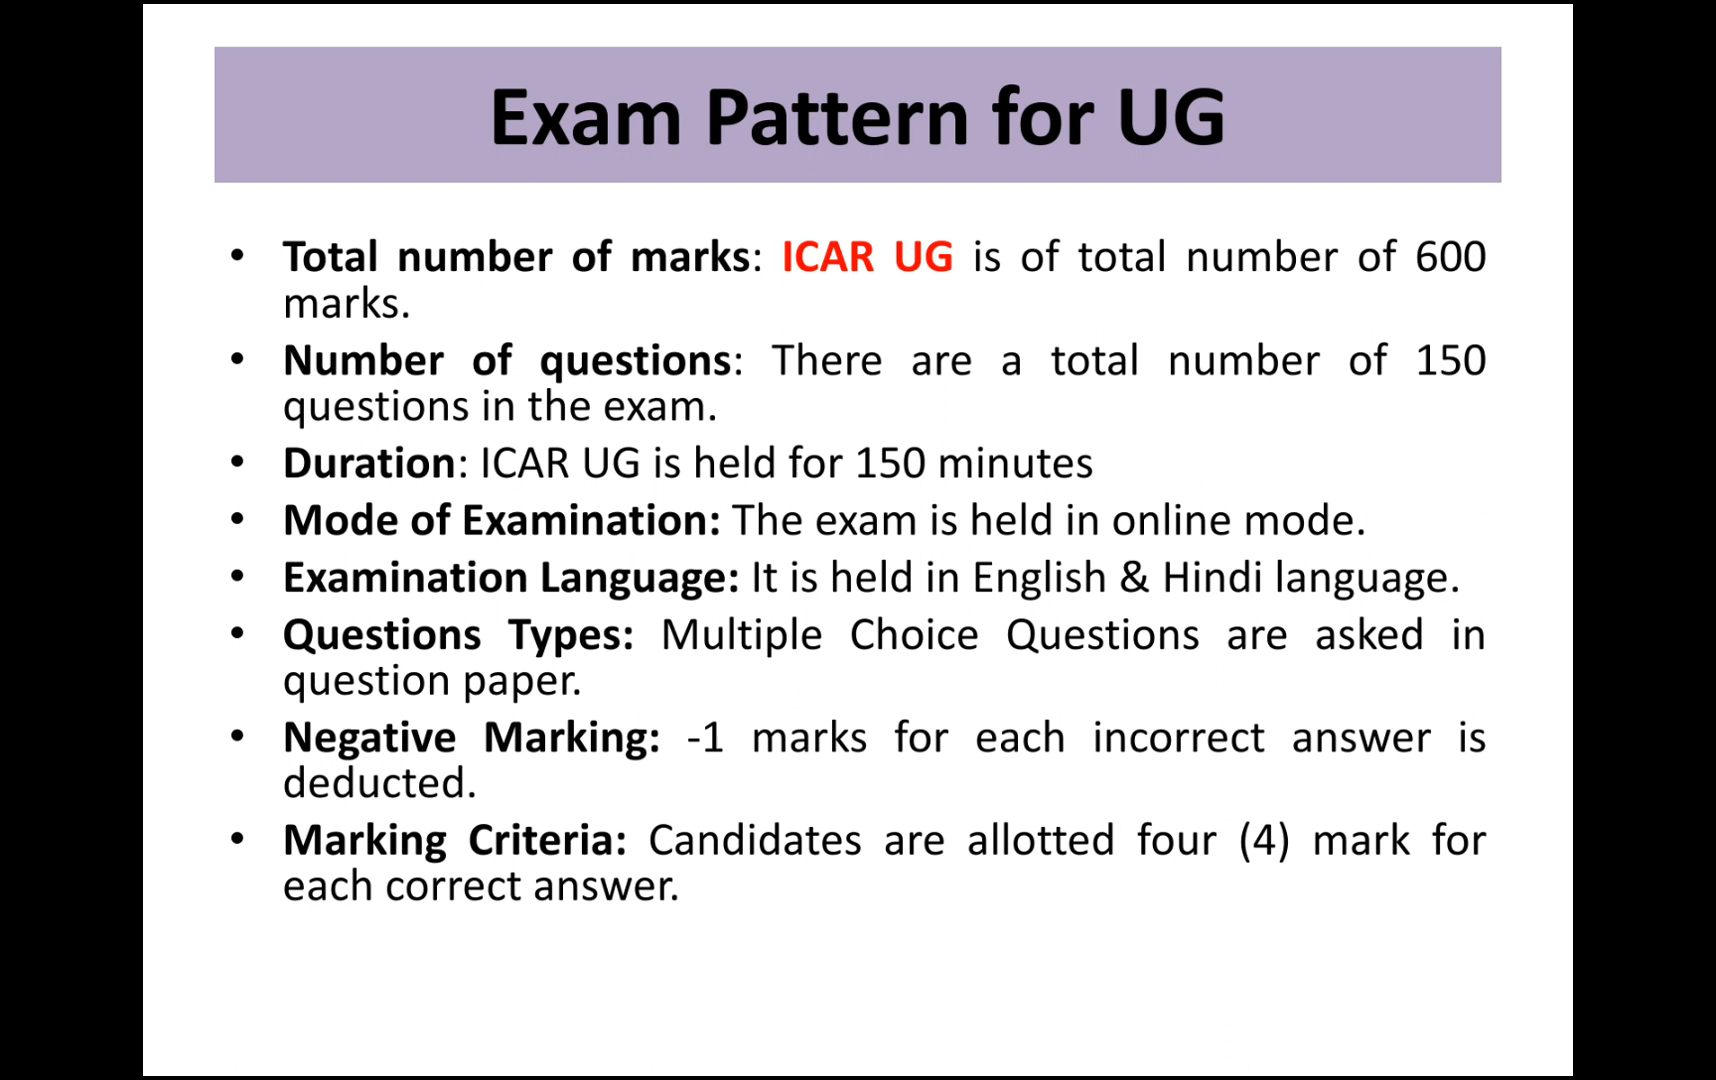 Exam Pattern for UG
• Total number of marks: ICAR UG is of total number of 600
marks.
• Number of questions: There are a total number of 150
questions in the exam.
• Duration: ICAR UG is held for 150 minutes
• Mode of Examination: The exam is held in online mode.
• Examination Language: It is held in English & Hindi language.
• Questions Types: Multiple Choice Questions are asked in
question paper.
• Negative Marking: -1 marks for each incorrect answer is
deducted.
• Marking Criteria: Candidates are allotted four (4) mark for
each correct answer.